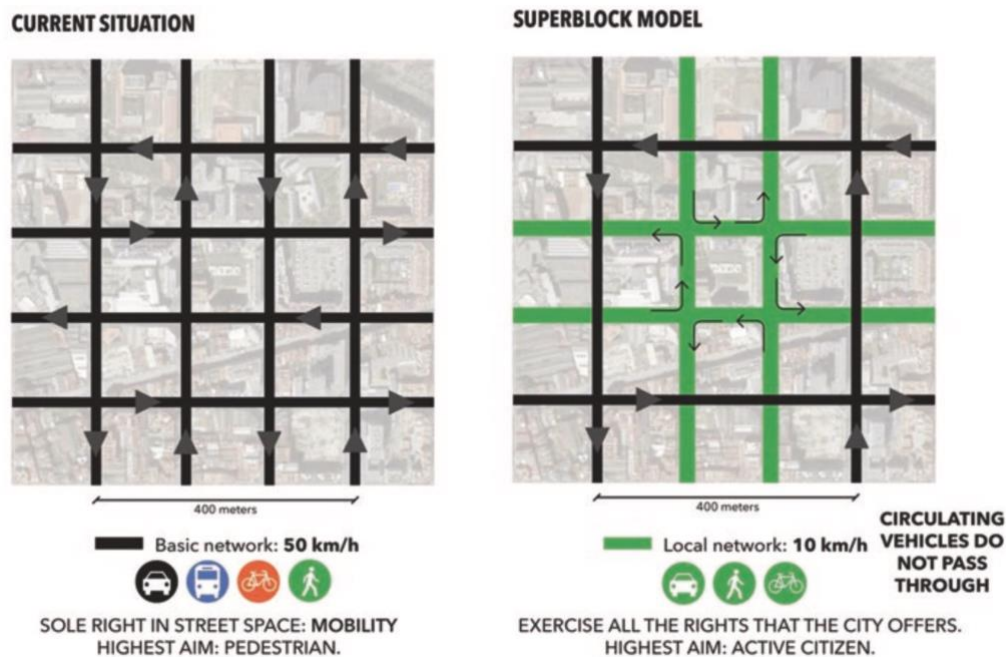 CURRENT SITUATION
400 meters
Basic network: 50 km/h
SOLE RIGHT IN STREET SPACE: MOBILITY
HIGHEST AIM: PEDESTRIAN.
SUPERBLOCK MODEL
400 meters
Local network: 10 km/h
CIRCULATING
VEHICLES DO
NOT PASS
THROUGH
EXERCISE ALL THE RIGHTS THAT THE CITY OFFERS.
HIGHEST AIM: ACTIVE CITIZEN.